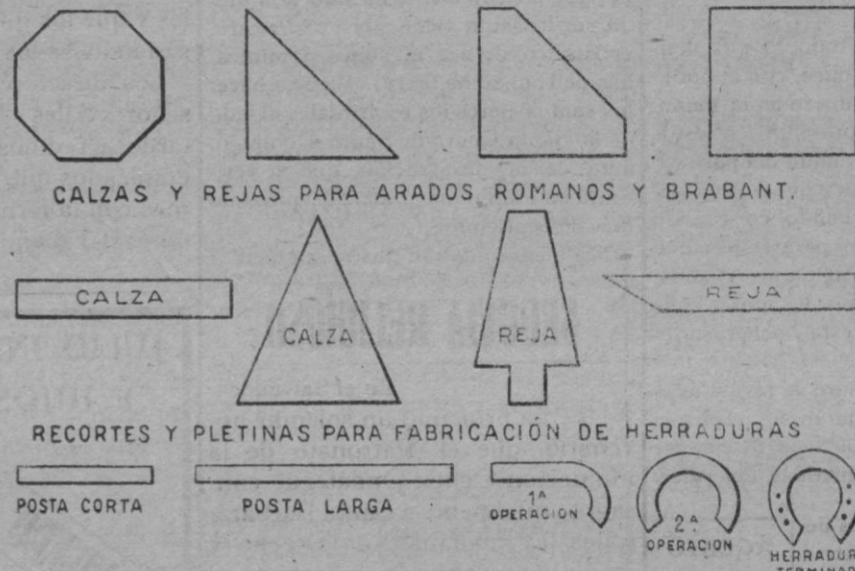 CALZAS Y REJAS PARA ARADOS ROMANOS Y BRABANT.
CALZA
CALZA
REJA
REJA
RECORTES Y PLETINAS PARA FABRICACIÓN DE HERRADURAS
POSTA CORTA
POSTA LARGA
1ª OPERACION
2ª OPERACION